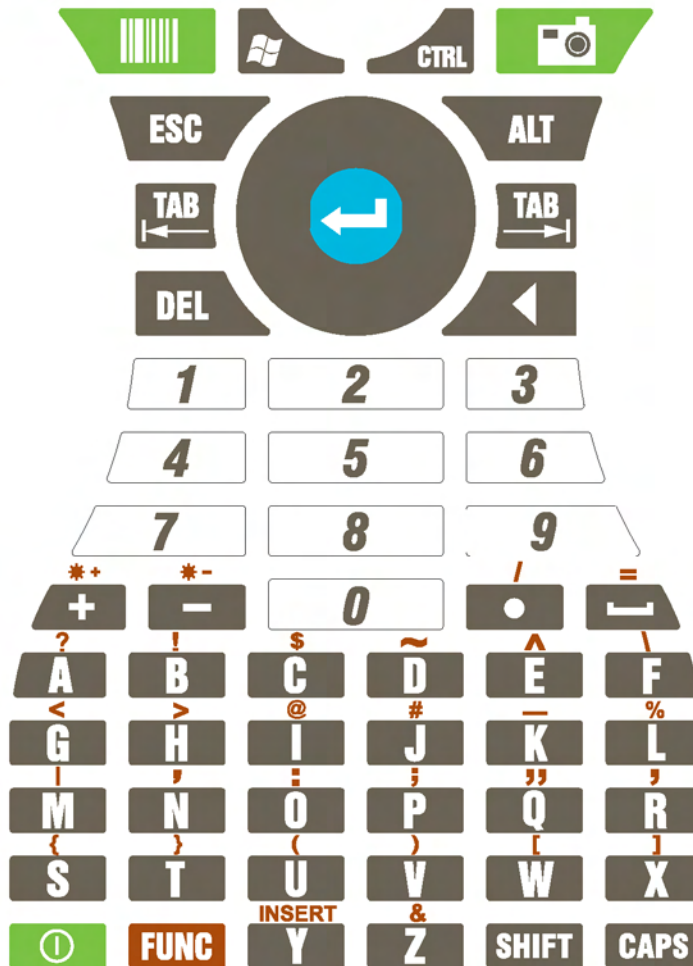 CTRL
ESC ALT
TAB TAB
DEL
1 2 3
4 5 6
7 8 9
+ - / =
+ - 0
? ! $ ~ ^ \
A B C D E F
< > @ # — %
G H I J K L
| , : ; ,, ,
M N O P Q R
{ } ( ) [ ]
S T U V W X
INSERT &
FUNC Y Z SHIFT CAPS